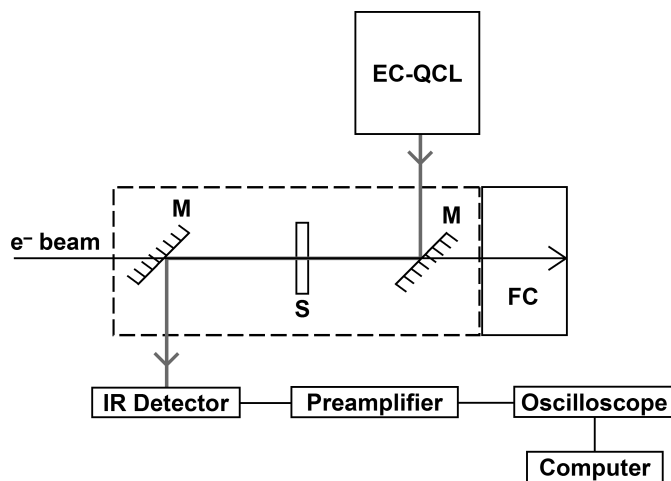 EC-QCL
M
M
e⁻ beam
S
FC
IR Detector
Preamplifier
Oscilloscope
Computer